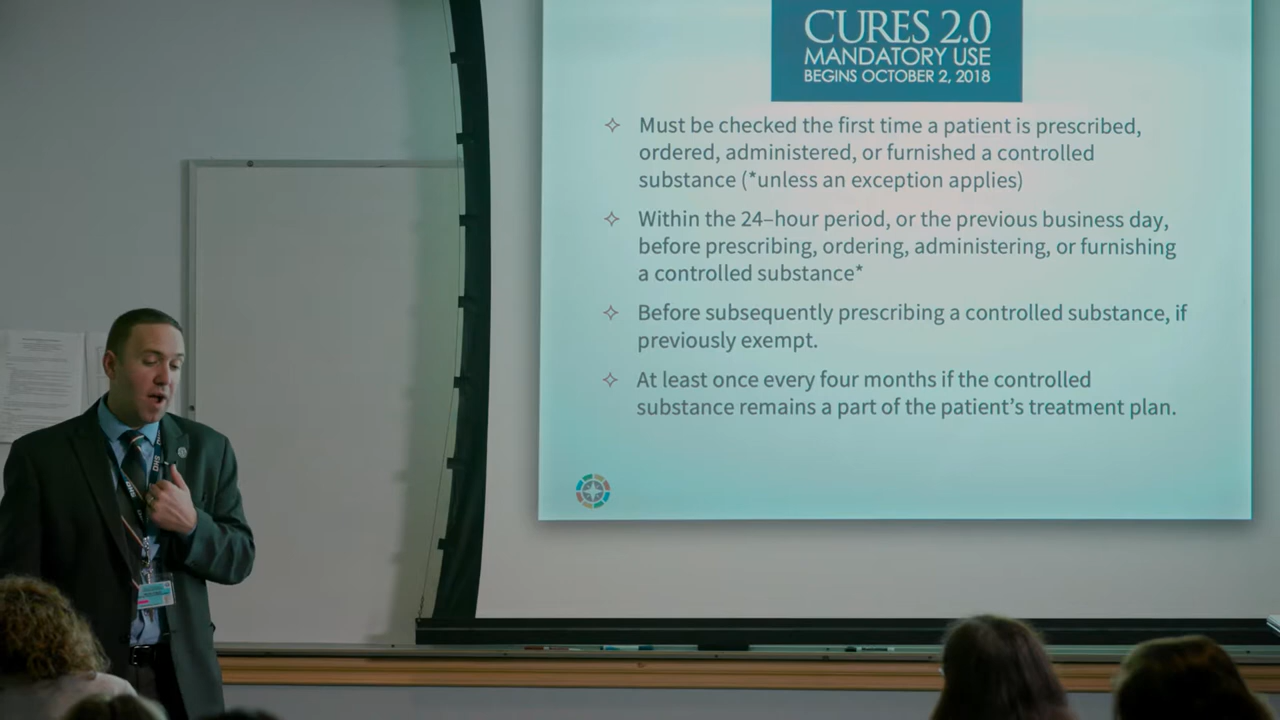 CURES 2.0
MANDATORY USE
BEGINS OCTOBER 2, 2018
Must be checked the first time a patient is prescribed,
ordered, administered, or furnished a controlled
substance (*unless an exception applies)
Within the 24–hour period, or the previous business day,
before prescribing, ordering, administering, or furnishing
a controlled substance*
Before subsequently prescribing a controlled substance, if
previously exempt.
At least once every four months if the controlled
substance remains a part of the patient’s treatment plan.